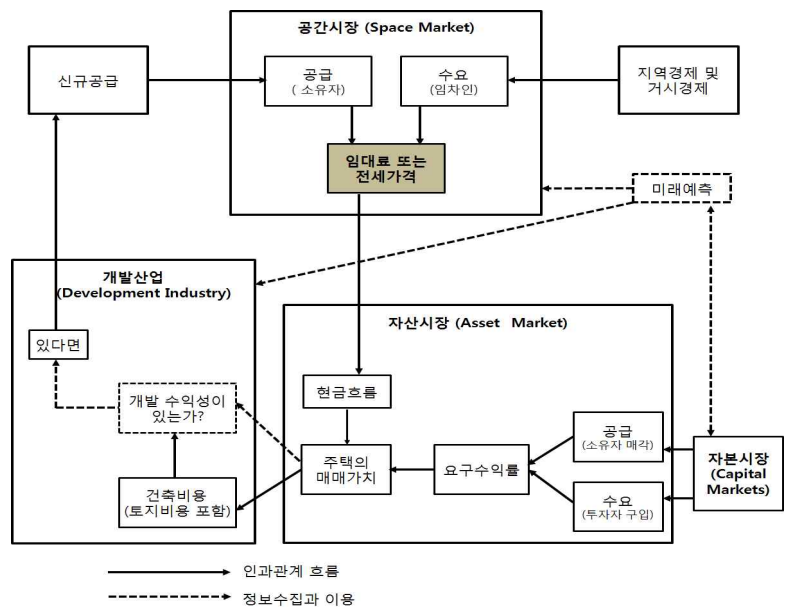 공간시장 (Space Market)
신규공급
공급
( 소유자)
수요
(임차인)
지역경제 및
거시경제
임대료 또는
전세가격
미래예측
개발산업
(Development Industry)
있다면
개발 수익성이
있는가?
건축비용
(토지비용 포함)
자산시장 (Asset Market)
현금흐름
주택의
매매가치
요구수익률
공급
(소유자 매각)
수요
(투자자 구입)
자본시장
(Capital
Markets)
인과관계 흐름
정보수집과 이용